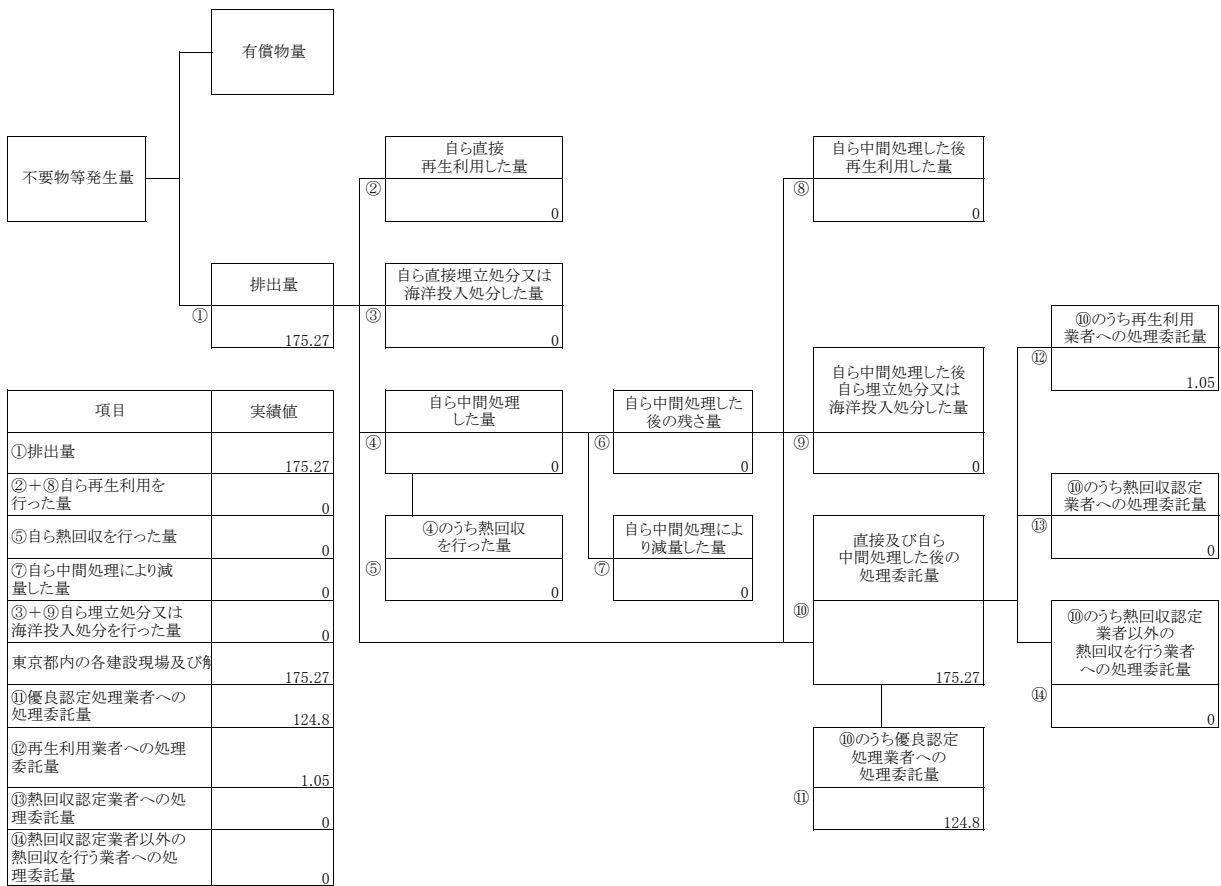 有償物量
不要物等発生量
排出量
①
175.27
自ら直接
再生利用した量
②
0
自ら直接埋立処分又は
海洋投入処分した量
③
0
自ら中間処理
した量
④
0
④のうち熱回収
を行った量
⑤
0
自ら中間処理した
後の残さ量
⑥
0
自ら中間処理によ
り減量した量
⑦
0
自ら中間処理した後
再生利用した量
⑧
0
自ら中間処理した後
自ら埋立処分又は
海洋投入処分した量
⑨
0
直接及び自ら
中間処理した後の
処理委託量
⑩
175.27
⑩のうち優良認定
処理業者への
処理委託量
⑪
124.8
⑩のうち再生利用
業者への処理委託量
⑫
1.05
⑩のうち熱回収認定
業者への処理委託量
⑬
0
⑩のうち熱回収認定
業者以外の
熱回収を行う業者
への処理委託量
⑭
0
項目 実績値
①排出量
175.27
②+⑧自ら再生利用を
行った量
0
⑤自ら熱回収を行った量
0
⑦自ら中間処理により減
量した量
0
③+⑨自ら埋立処分又は
海洋投入処分を行った量
0
東京都内の各建設現場及び解
175.27
⑪優良認定処理業者への
処理委託量
124.8
⑫再生利用業者への処理
委託量
1.05
⑬熱回収認定業者への処
理委託量
0
⑭熱回収認定業者以外の
熱回収を行う業者への処
理委託量
0